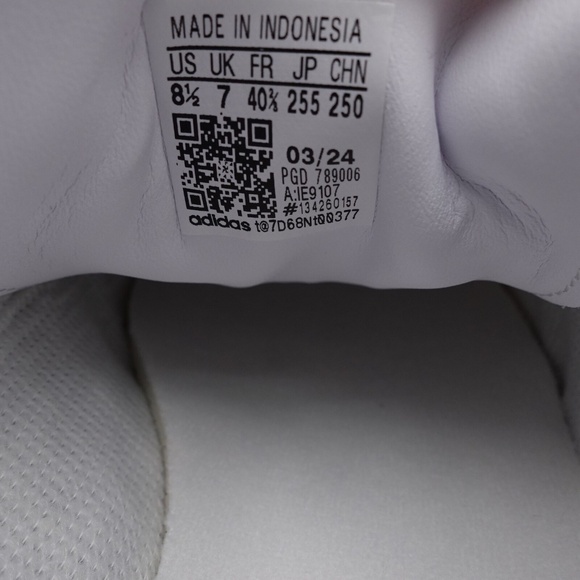 MADE IN INDONESIA
US UK FR JP CHN
8½ 7 40⅔ 255 250
03/24
PGD 789006
A:IE9107
#134260157
adidas t@7D68Nt00377